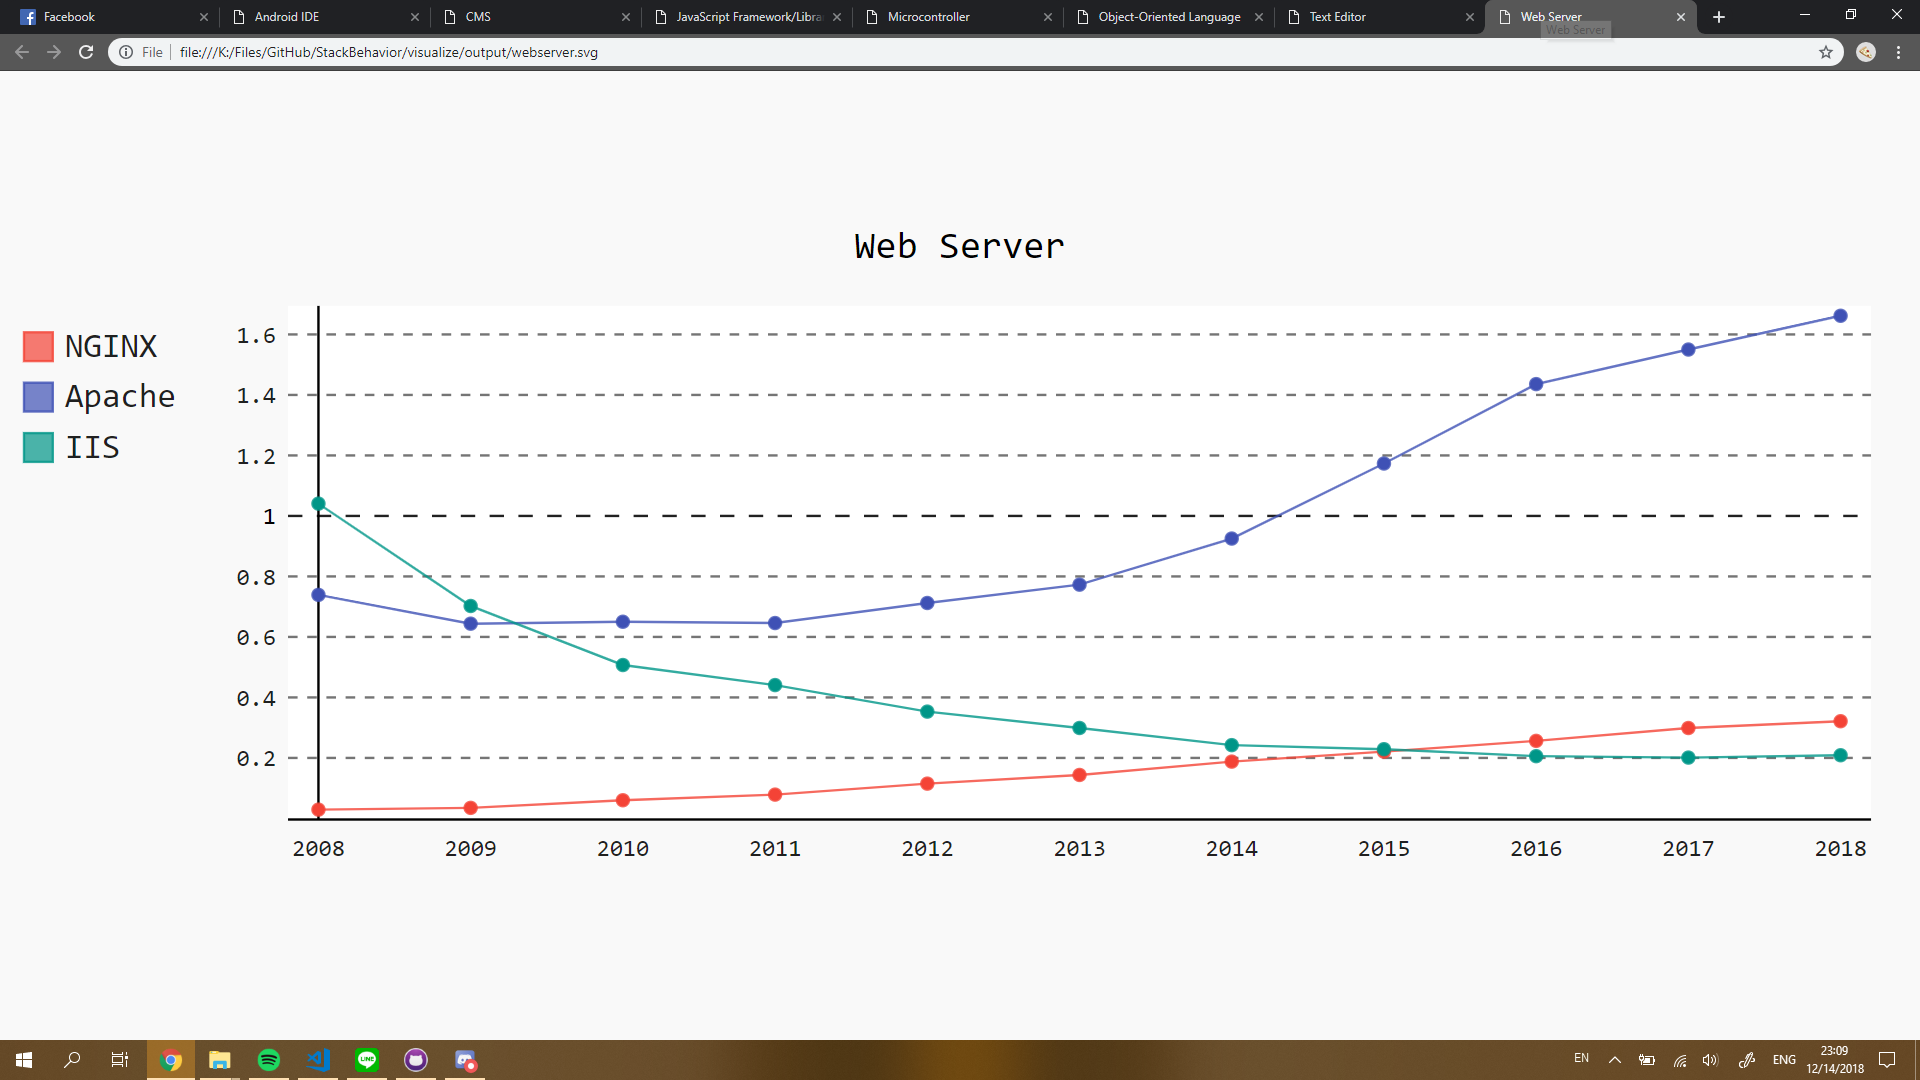 Facebook
Android IDE
CMS
JavaScript Framework/Libra
Microcontroller
Object-Oriented Language
Text Editor
Web Server
Web Server
File
file:///K:/Files/GitHub/StackBehavior/visualize/output/webserver.svg
Web Server
NGINX
Apache
IIS
1.6
1.4
1.2
1
0.8
0.6
0.4
0.2
2008
2009
2010
2011
2012
2013
2014
2015
2016
2017
2018
LINE
EN
ENG
23:09
12/14/2018